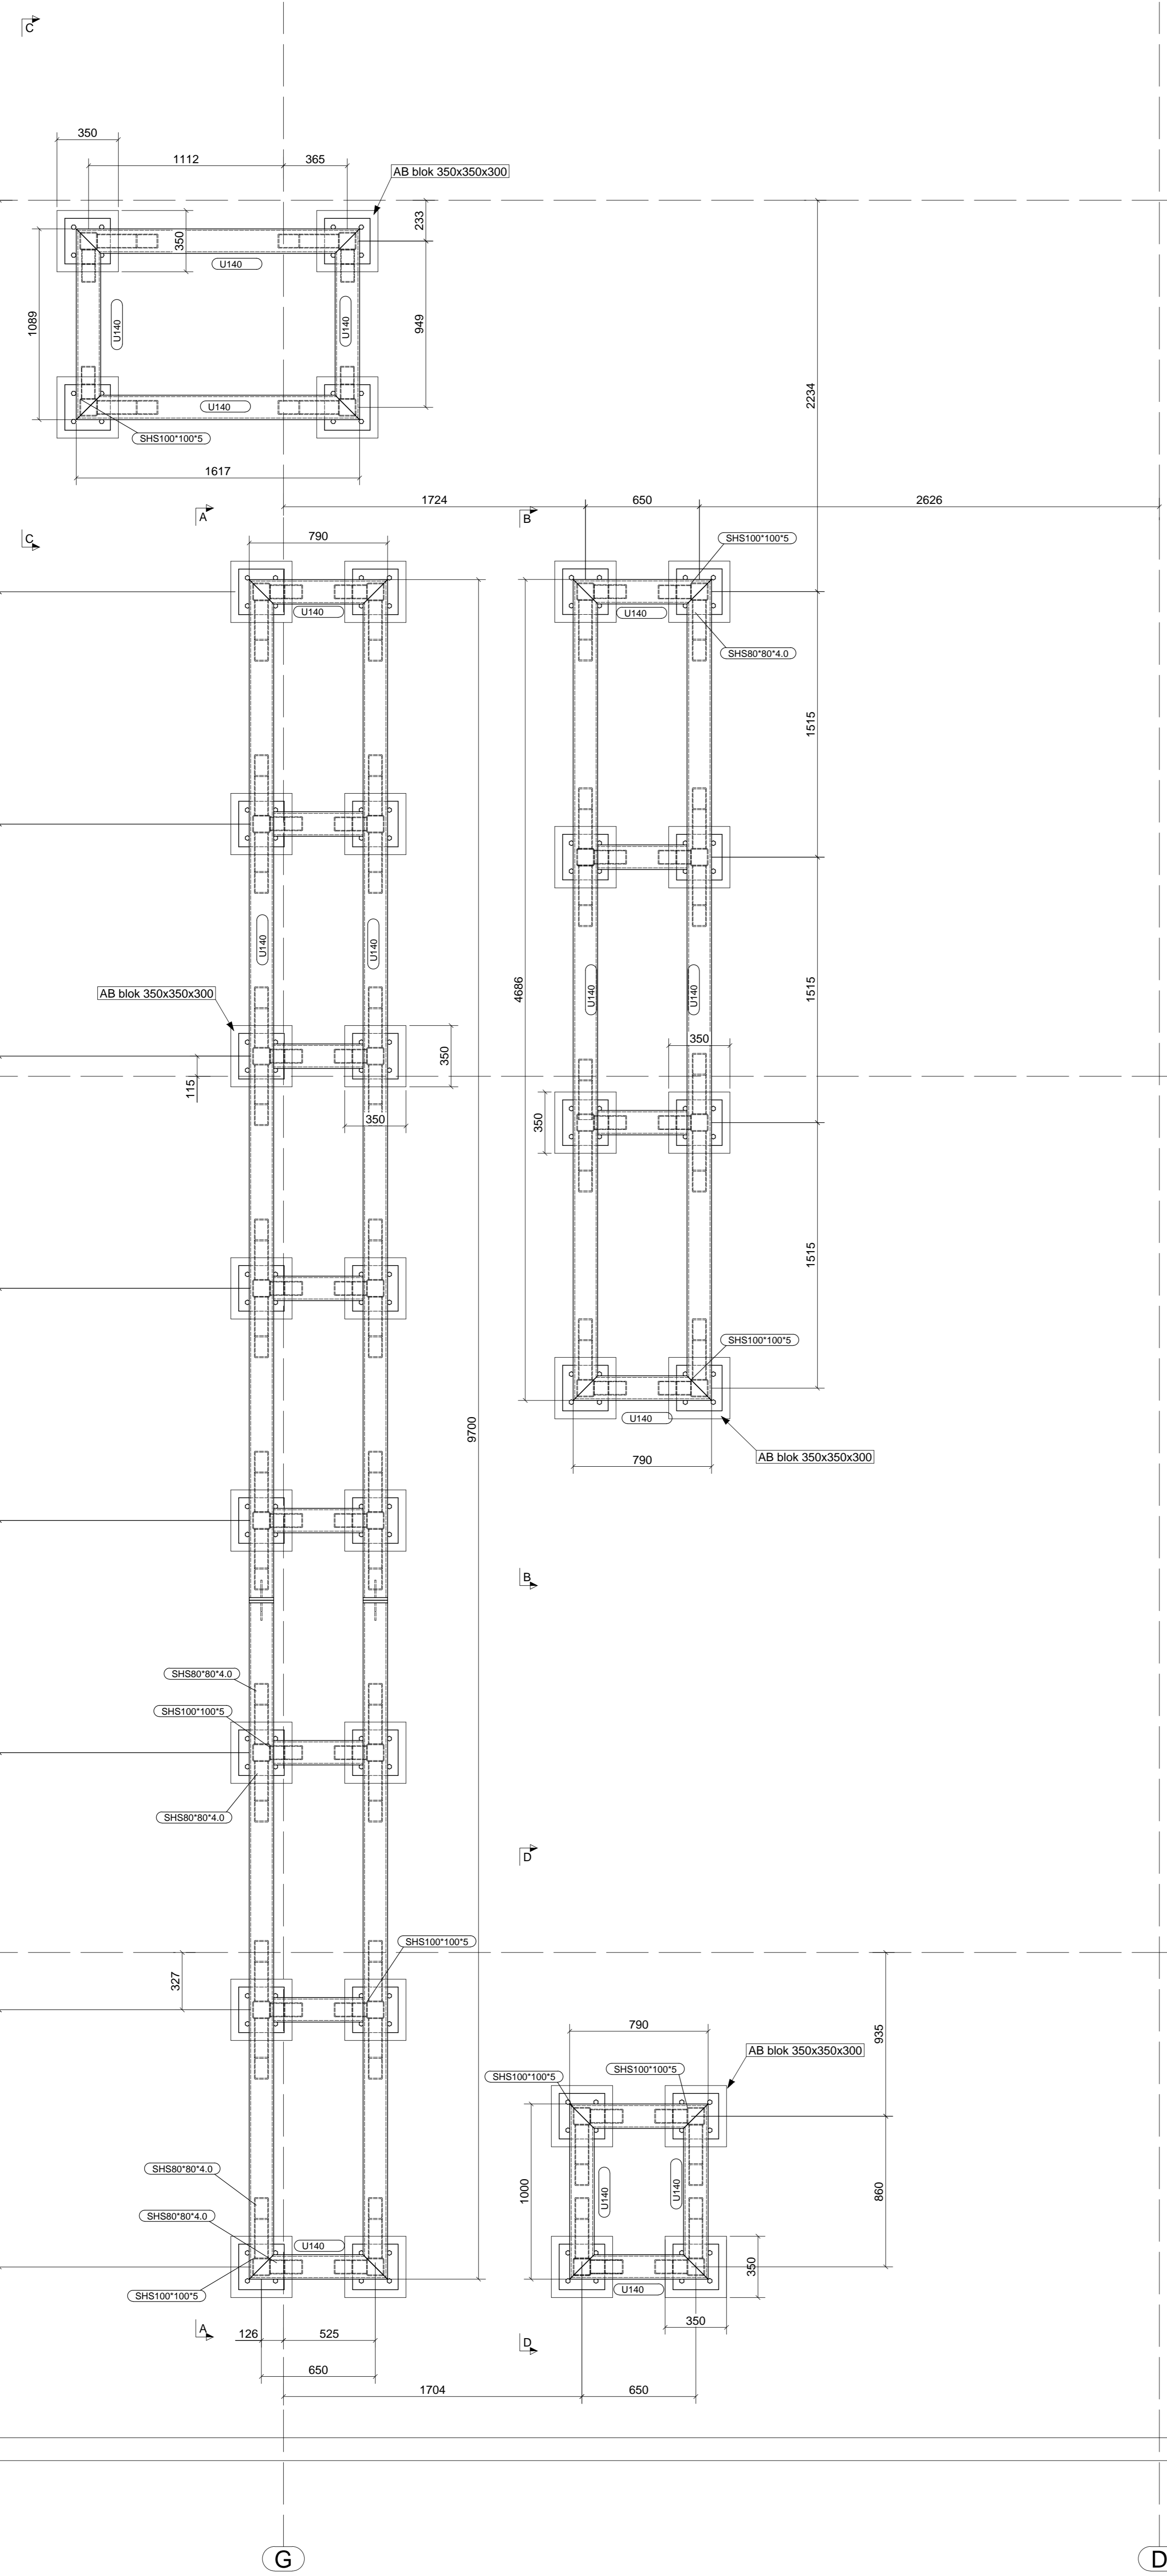 C
350
1112
365
AB blok 350x350x300
233
350
U140
1089
U140
U140
949
2234
U140
SHS100*100*5
1617
1724
650
2626
A
B
C
790
SHS100*100*5
U140
U140
SHS80*80*4.0
1515
U140
U140
4686
U140
U140
1515
AB blok 350x350x300
350
350
115
350
350
1515
SHS100*100*5
9700
U140
AB blok 350x350x300
790
B
SHS80*80*4.0
SHS100*100*5
SHS80*80*4.0
D
SHS100*100*5
327
935
790
AB blok 350x350x300
SHS100*100*5
SHS100*100*5
SHS80*80*4.0
1000
U140
U140
860
SHS80*80*4.0
U140
350
SHS100*100*5
U140
350
A
126
525
D
650
1704
650
G
D